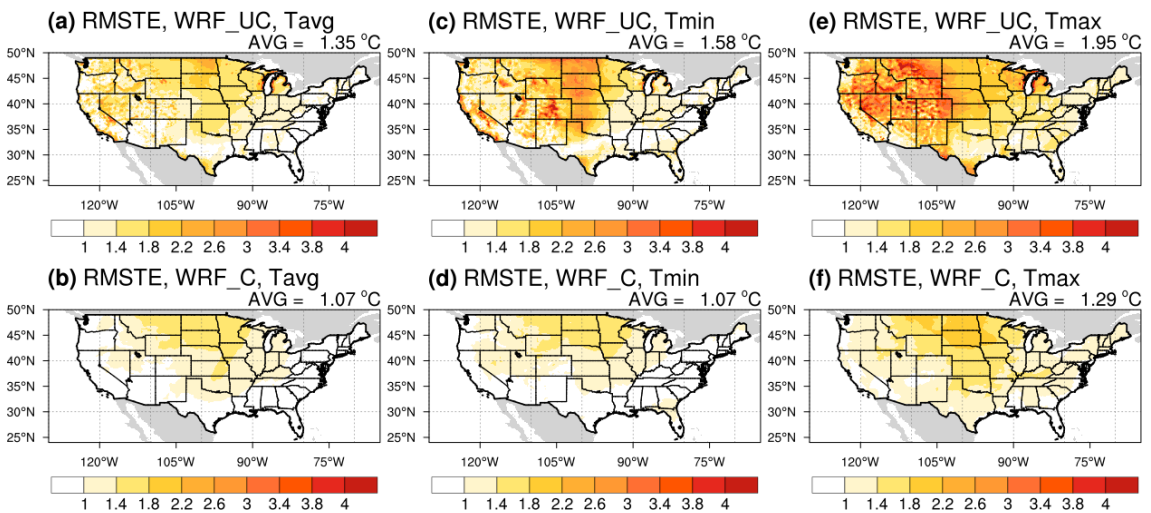 (a) RMSTE, WRF_UC, Tavg
AVG = 1.35 °C
50°N
45°N
40°N
35°N
30°N
25°N
120°W 105°W 90°W 75°W
1 1.4 1.8 2.2 2.6 3 3.4 3.8 4
(c) RMSTE, WRF_UC, Tmin
AVG = 1.58 °C
50°N
45°N
40°N
35°N
30°N
25°N
120°W 105°W 90°W 75°W
1 1.4 1.8 2.2 2.6 3 3.4 3.8 4
(e) RMSTE, WRF_UC, Tmax
AVG = 1.95 °C
50°N
45°N
40°N
35°N
30°N
25°N
120°W 105°W 90°W 75°W
1 1.4 1.8 2.2 2.6 3 3.4 3.8 4
(b) RMSTE, WRF_C, Tavg
AVG = 1.07 °C
50°N
45°N
40°N
35°N
30°N
25°N
120°W 105°W 90°W 75°W
1 1.4 1.8 2.2 2.6 3 3.4 3.8 4
(d) RMSTE, WRF_C, Tmin
AVG = 1.07 °C
50°N
45°N
40°N
35°N
30°N
25°N
120°W 105°W 90°W 75°W
1 1.4 1.8 2.2 2.6 3 3.4 3.8 4
(f) RMSTE, WRF_C, Tmax
AVG = 1.29 °C
50°N
45°N
40°N
35°N
30°N
25°N
120°W 105°W 90°W 75°W
1 1.4 1.8 2.2 2.6 3 3.4 3.8 4